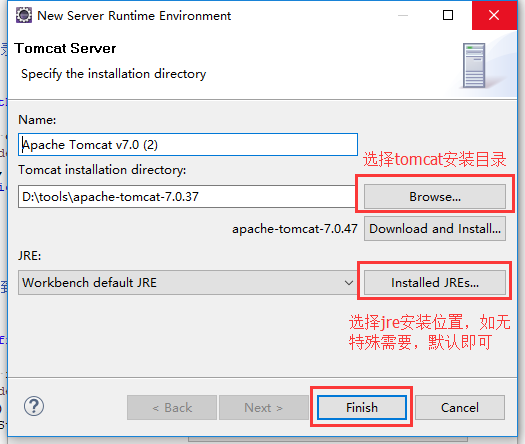 New Server Runtime Environment
Tomcat Server
Specify the installation directory
Name:
Apache Tomcat v7.0 (2)
选择tomcat安装目录
Tomcat installation directory:
D:\tools\apache-tomcat-7.0.37
Browse...
apache-tomcat-7.0.47
Download and Install...
JRE:
Workbench default JRE
Installed JREs...
选择jre安装位置，如无
特殊需要，默认即可
?
< Back
Next >
Finish
Cancel